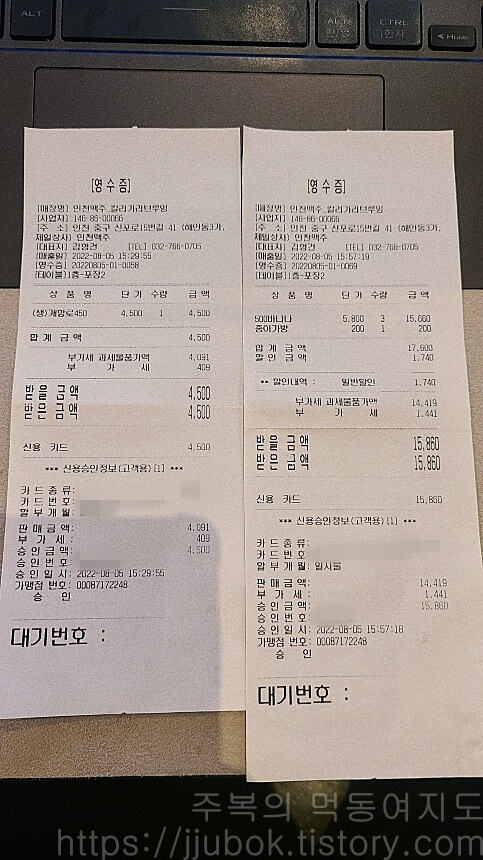 ALT
ALT
한/영
CTRL
한자
< Home
[영수증]
[매장명] 인천맥주_칼리가리브루잉
[사업자] 146-86-00066
[주 소] 인천 중구 신포로15번길 41 (해안동3가,
제일상사) 인천맥주
[대표자] 김명건 [TEL] 032-766-0705
[매출일] 2022-08-05 15:29:55
[영수증] 20220805-01-0058
[테이블] 1층-포장2
상 품 명 단 가 수량 금 액
(생)개항로450 4,500 1 4,500
합 계 금 액 4,500
부가세 과세물품가액 4,091
부 가 세 409
받을 금액 4,500
받은 금액 4,500
신용 카드 4,500
*** 신용승인정보(고객용) [1] ***
카 드 종 류:
카 드 번 호:
할 부 개 월:
판 매 금 액: 4,091
부 가 세: 409
승 인 금 액: 4,500
승 인 번 호:
승 인 일 시: 2022-08-05 15:29:55
가맹점 번호: 00087172248
승 인
대기번호 :
[영수증]
[매장명] 인천맥주_칼리가리브루잉
[사업자] 146-86-00066
[주 소] 인천 중구 신포로15번길 41 (해안동3가,
제일상사) 인천맥주
[대표자] 김명건 [TEL] 032-766-0705
[매출일] 2022-08-05 15:57:19
[영수증] 20220805-01-0069
[테이블] 1층-포장2
상 품 명 단 가 수량 금 액
500바나나 5,800 3 15,660
종이가방 200 1 200
합 계 금 액 17,600
할 인 금 액 1,740
** 할인내역 : 일반할인 1,740
부가세 과세물품가액 14,419
부 가 세 1,441
받을 금액 15,860
받은 금액 15,860
신용 카드 15,860
*** 신용승인정보(고객용) [1] ***
카 드 종 류:
카 드 번 호:
할 부 개 월: 일시불
판 매 금 액: 14,419
부 가 세: 1,441
승 인 금 액: 15,860
승 인 번 호:
승 인 일 시: 2022-08-05 15:57:18
가맹점 번호: 00087172248
승 인
대기번호 :
주복의 먹동여지도
https://jjubok.tistory.com